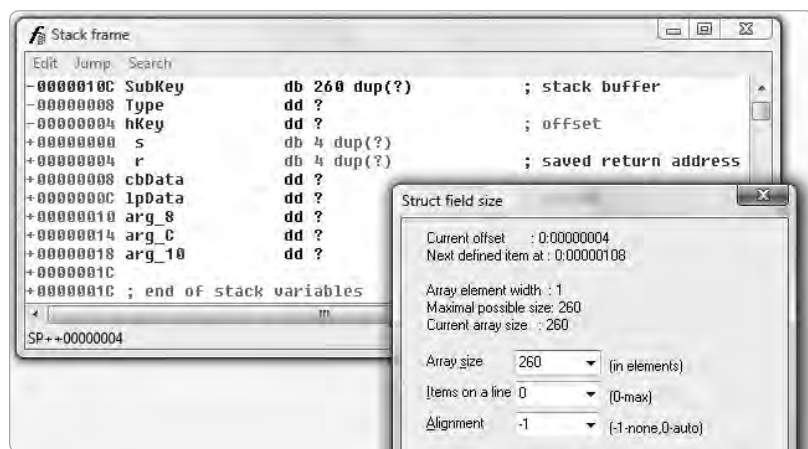 Stack frame
Edit Jump Search
-0000010C SubKey db 260 dup(?) ; stack buffer
-00000008 Type dd ?
-00000004 hKey dd ? ; offset
+00000000 s db 4 dup(?)
+00000004 r db 4 dup(?) ; saved return address
+00000008 cbData dd ?
+0000000C lpData dd ?
+00000010 arg_8 dd ?
+00000014 arg_C dd ?
+00000018 arg_10 dd ?
+0000001C
+0000001C ; end of stack variables
SP++00000004
Struct field size
Current offset : 0:00000004
Next defined item at : 0:00000108
Array element width : 1
Maximal possible size: 260
Current array size : 260
Array size 260 (in elements)
Items on a line 0 (0-max)
Alignment -1 (-1-none,0-auto)